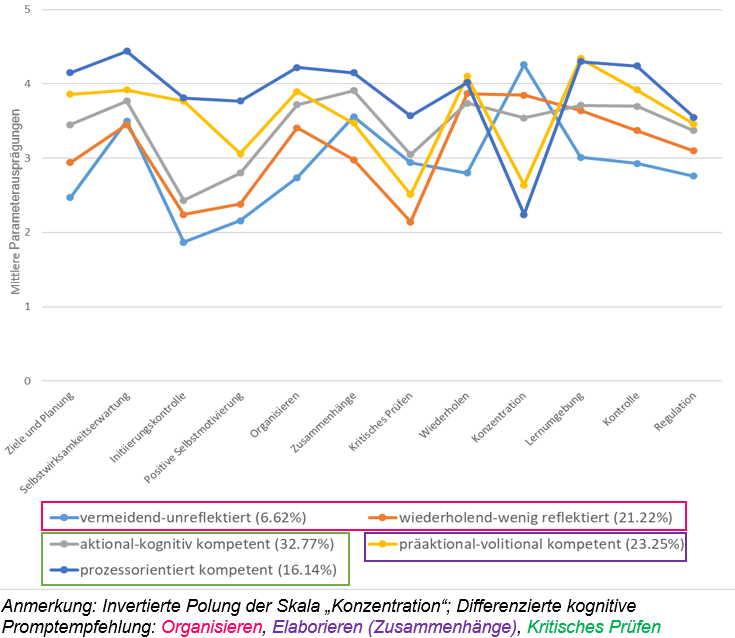 5
4
3
2
1
0
Mittlere Parameterausprägungen
Ziele und Planung
Selbstwirksamkeitserwartung
Initiierungskontrolle
Positive Selbstmotivierung
Organisieren
Zusammenhänge
Kritisches Prüfen
Wiederholen
Konzentration
Lernumgebung
Kontrolle
Regulation
vermeidend-unreflektiert (6.62%) wiederholend-wenig reflektiert (21.22%)
aktional-kognitiv kompetent (32.77%) präaktional-volitional kompetent (23.25%)
prozessorientiert kompetent (16.14%)
Anmerkung: Invertierte Polung der Skala „Konzentration“; Differenzierte kognitive
Promptempfehlung: Organisieren, Elaborieren (Zusammenhänge), Kritisches Prüfen